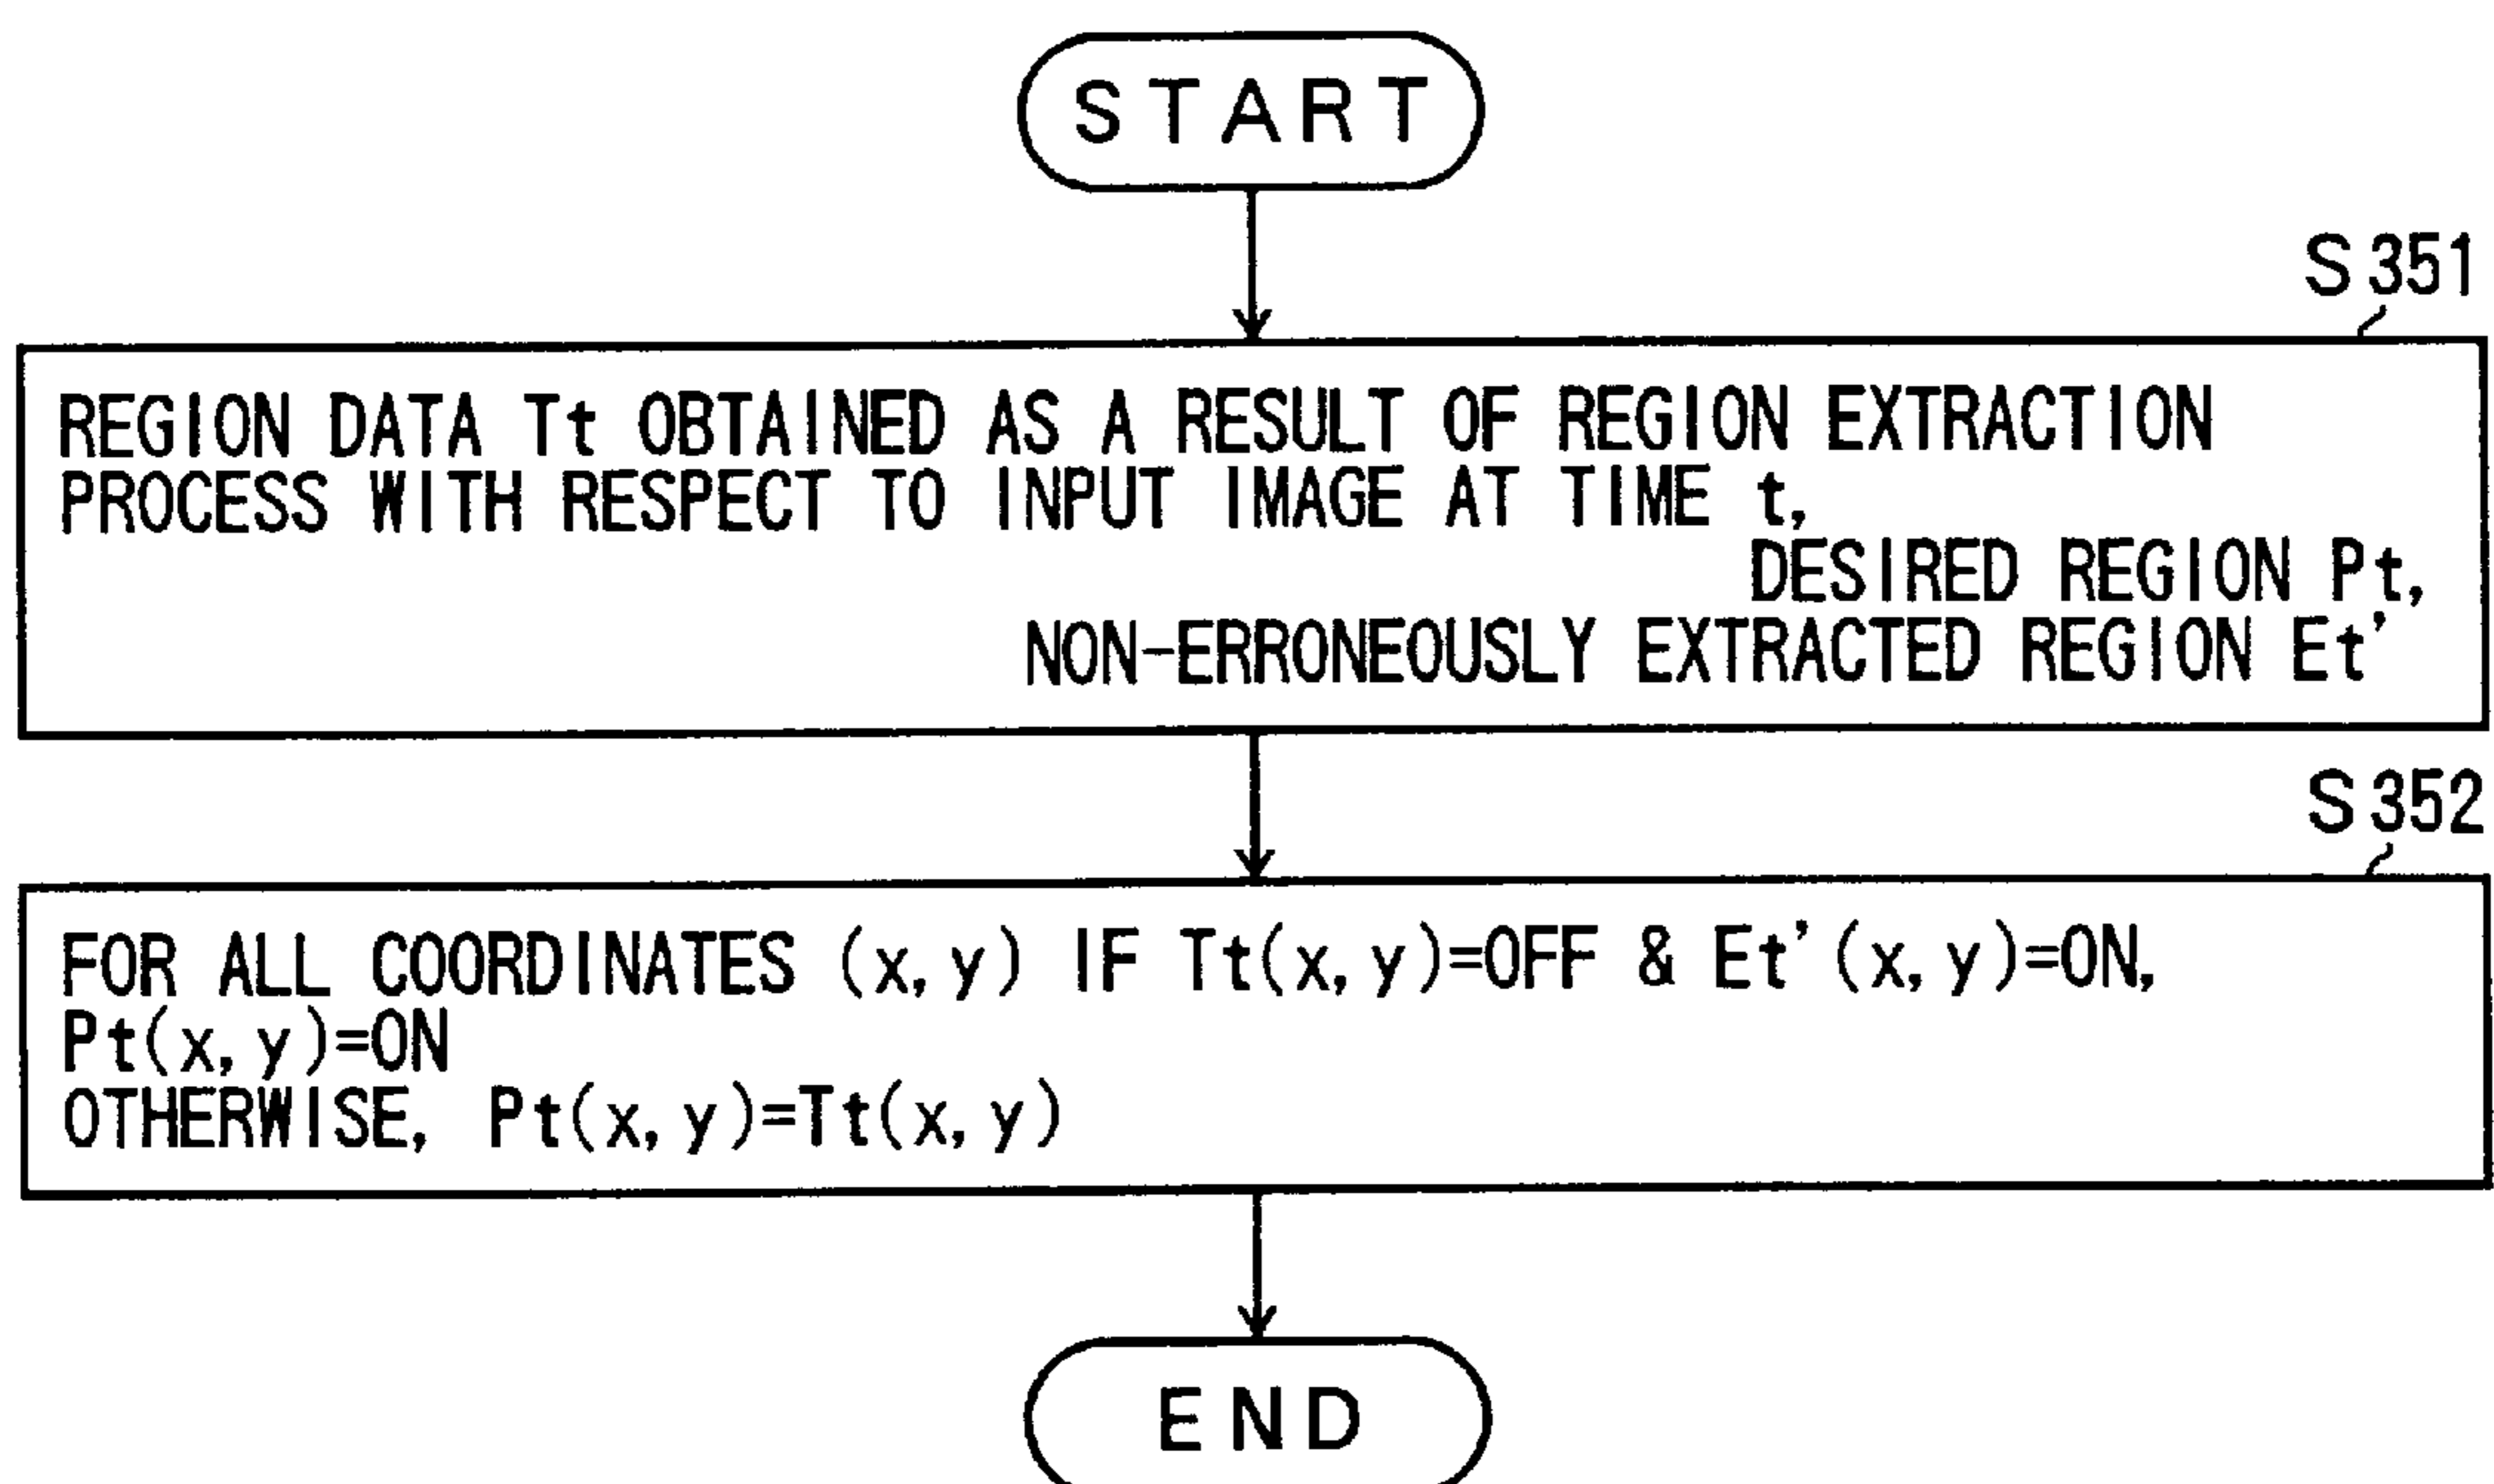 START
S351
REGION DATA Tt OBTAINED AS A RESULT OF REGION EXTRACTION
PROCESS WITH RESPECT TO INPUT IMAGE AT TIME t,
DESIRED REGION Pt,
NON-ERRONEOUSLY EXTRACTED REGION Et'
S352
FOR ALL COORDINATES (x, y) IF Tt(x, y)=OFF & Et'(x, y)=ON,
Pt(x, y)=ON
OTHERWISE, Pt(x, y)=Tt(x, y)
END